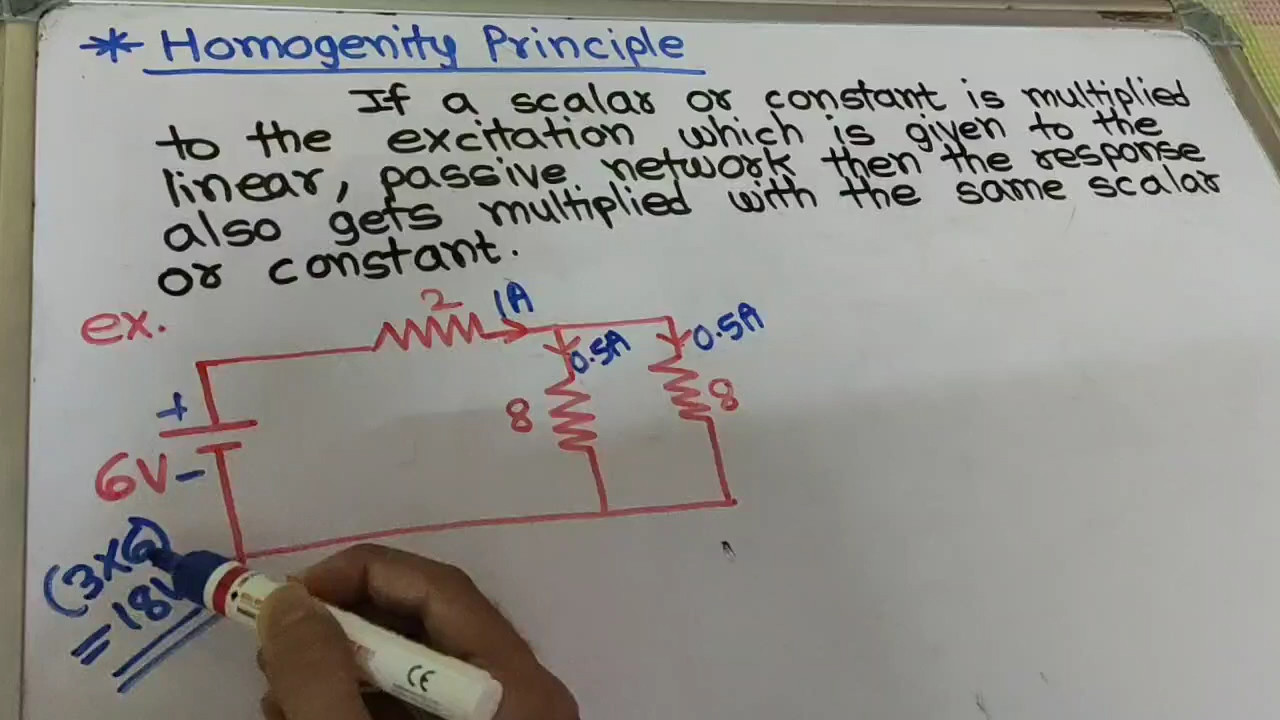 * Homogenity Principle
If a scalar or constant is multiplied
to the excitation which is given to the
linear, passive network then the response
also gets multiplied with the same scalar
or constant.
ex.
2
1A
0.5A
0.5A
8
8
+
6V
-
(3x6)
=18V
CE